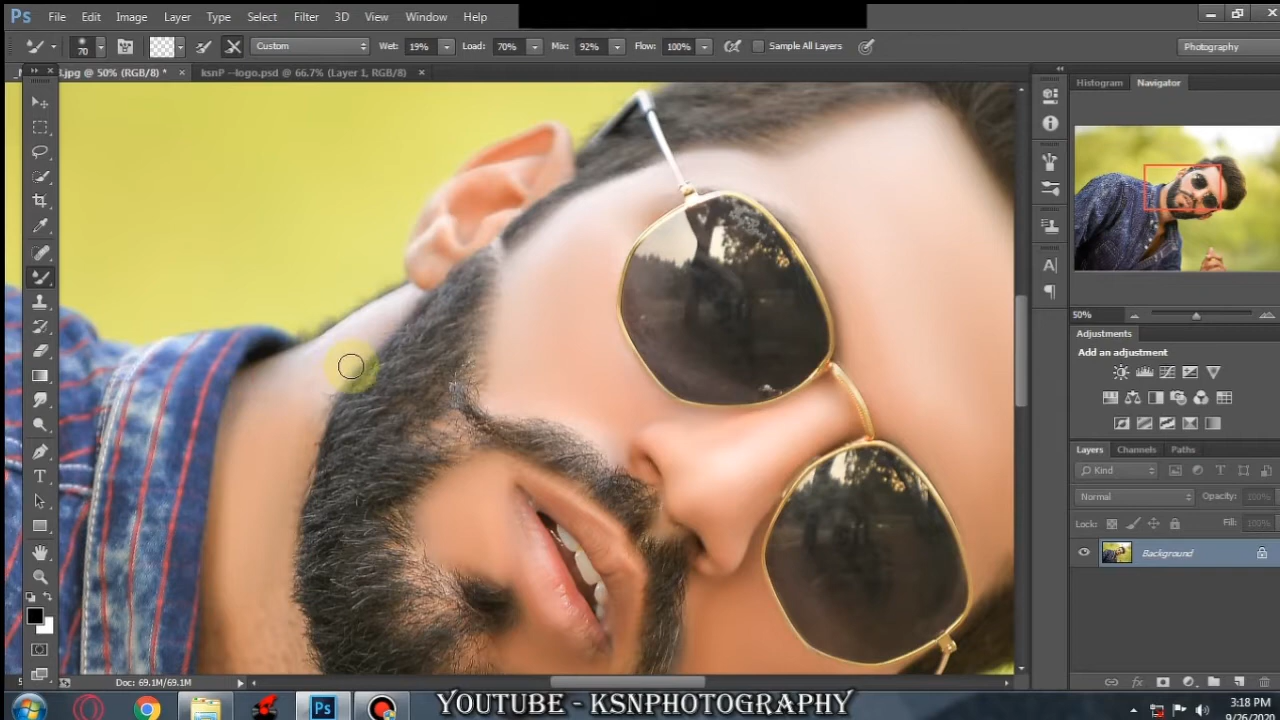 Ps File Edit Image Layer Type Select Filter 3D View Window Help
70 Custom Wet: 19% Load: 70% Mix: 92% Flow: 100% Sample All Layers Photography
.jpg @ 50% (RGB/8) * × ksnP --logo.psd @ 66.7% (Layer 1, RGB/8) ×
Histogram Navigator
50%
Adjustments
Add an adjustment
Layers Channels Paths
Kind
Normal Opacity: 100%
Lock: Fill: 100%
Background
Doc: 69.1M/69.1M
YOUTUBE - KSNPHOTOGRAPHY
3:18 PM